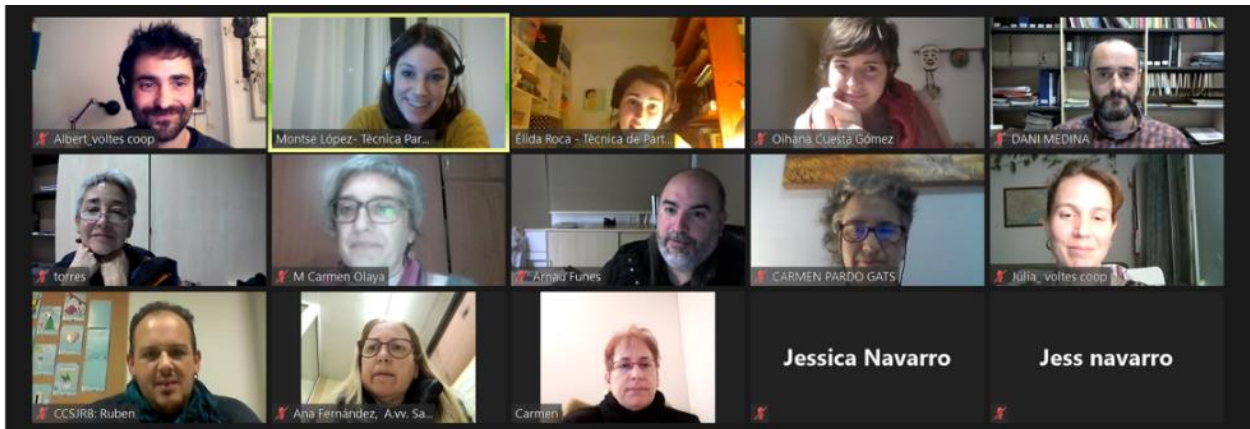 Albert_voltes coop
Montse López- Tècnica Par...
Èlida Roca - Tècnica de Part...
Oihana Cuesta Gómez
DANI MEDINA
torres
M Carmen Olaya
Arnau Funes
CARMEN PARDO GATS
Júlia_ voltes coop
CCSJRB: Ruben
Ana Fernández, A.vv. Sa...
Carmen
Jessica Navarro
Jess navarro